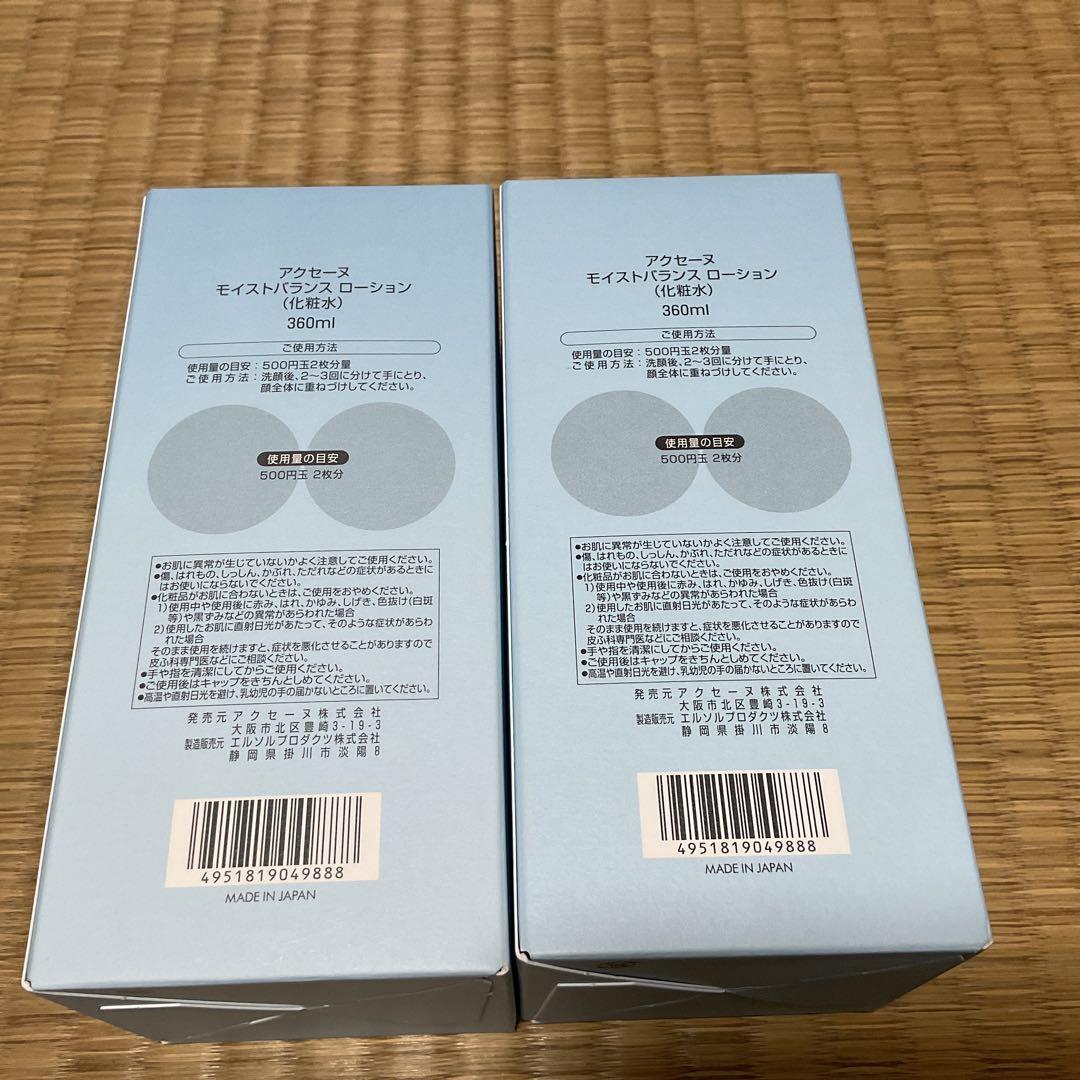 アクセーヌ
モイストバランス ローション
(化粧水)
360ml
ご使用方法
使用量の目安：500円玉2枚分量
ご使用方法：洗顔後、2〜3回に分けて手にとり、
顔全体に重ねづけしてください。
使用量の目安
500円玉 2枚分
●お肌に異常が生じていないかよく注意してご使用ください。
●傷、はれもの、しっしん、かぶれ、ただれなどの症状があるときに
はお使いにならないでください。
●化粧品がお肌に合わないときは、ご使用をおやめください。
1)使用中や使用後に赤み、はれ、かゆみ、しげき、色抜け(白斑
等)や黒ずみなどの異常があらわれた場合
2)使用したお肌に直射日光があたって、そのような症状があらわ
れた場合
そのまま使用を続けますと、症状を悪化させることがありますので
皮ふ科専門医などにご相談ください。
●手や指を清潔にしてからご使用ください。
●ご使用後はキャップをきちんとしめてください。
●高温や直射日光を避け、乳幼児の手の届かないところに置いてください。
発売元 アクセーヌ株式会社
大阪市北区豊崎3-19-3
製造販売元 エルソルプロダクツ株式会社
静岡県掛川市淡陽8
4951819049888
MADE IN JAPAN
アクセーヌ
モイストバランス ローション
(化粧水)
360ml
ご使用方法
使用量の目安：500円玉2枚分量
ご使用方法：洗顔後、2〜3回に分けて手にとり、
顔全体に重ねづけしてください。
使用量の目安
500円玉 2枚分
●お肌に異常が生じていないかよく注意してご使用ください。
●傷、はれもの、しっしん、かぶれ、ただれなどの症状があるときに
はお使いにならないでください。
●化粧品がお肌に合わないときは、ご使用をおやめください。
1)使用中や使用後に赤み、はれ、かゆみ、しげき、色抜け(白斑
等)や黒ずみなどの異常があらわれた場合
2)使用したお肌に直射日光があたって、そのような症状があらわ
れた場合
そのまま使用を続けますと、症状を悪化させることがありますので
皮ふ科専門医などにご相談ください。
●手や指を清潔にしてからご使用ください。
●ご使用後はキャップをきちんとしめてください。
●高温や直射日光を避け、乳幼児の手の届かないところに置いてください。
発売元 アクセーヌ株式会社
大阪市北区豊崎3-19-3
製造販売元 エルソルプロダクツ株式会社
静岡県掛川市淡陽8
4951819049888
MADE IN JAPAN